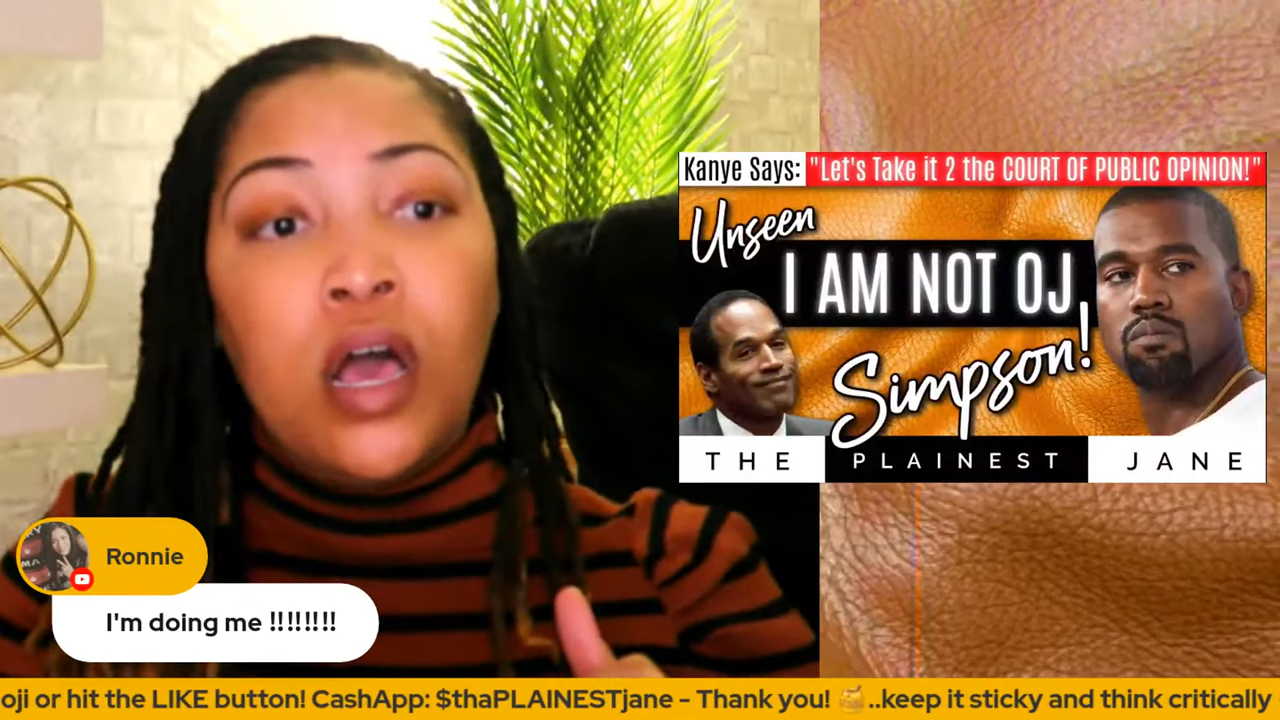 Kanye Says: "Let's Take it 2 the COURT OF PUBLIC OPINION!"
Unseen
I AM NOT OJ
Simpson!
THE PLAINEST JANE
Ronnie
I'm doing me !!!!!!!!
oji or hit the LIKE button! CashApp: $thaPLAINESTjane - Thank you! 🍯..keep it sticky and think critically